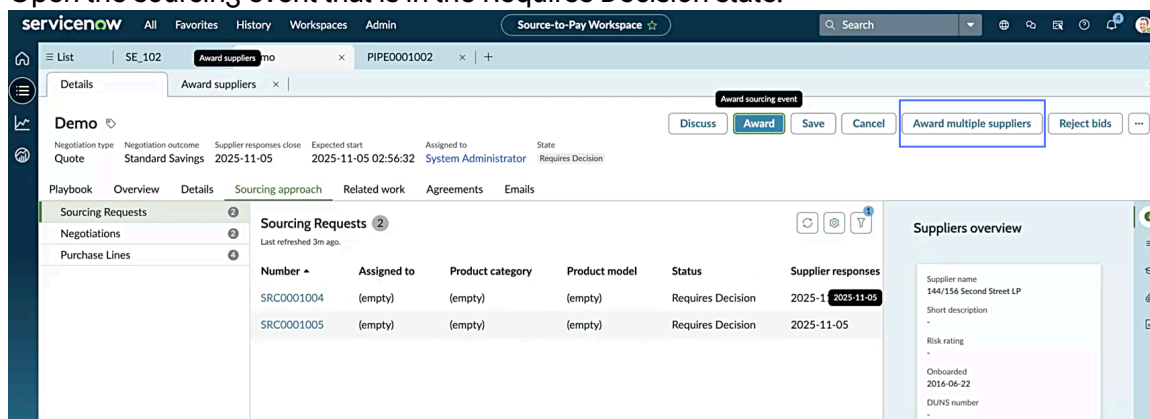 Open the sourcing event that is in the Requires Decision state.
servicenow All Favorites History Workspaces Admin Source-to-Pay Workspace Search
List SE_102 Award suppliers mo × PIPE0001002 × +
Details Award suppliers ×
Award sourcing event
Demo Discuss Award Save Cancel Award multiple suppliers Reject bids ...
Negotiation type Negotiation outcome Supplier responses close Expected start Assigned to State
Quote Standard Savings 2025-11-05 2025-11-05 02:56:32 System Administrator Requires Decision
Playbook Overview Details Sourcing approach Related work Agreements Emails
Sourcing Requests 2
Negotiations 2
Purchase Lines 4
Sourcing Requests 2
Last refreshed 3m ago.
1
Number Assigned to Product category Product model Status Supplier responses
SRC0001004 (empty) (empty) (empty) Requires Decision 2025-1 2025-11-05
SRC0001005 (empty) (empty) (empty) Requires Decision 2025-11-05
Suppliers overview
Supplier name
144/156 Second Street LP
Short description
-
Risk rating
-
Onboarded
2016-06-22
DUNS number
-